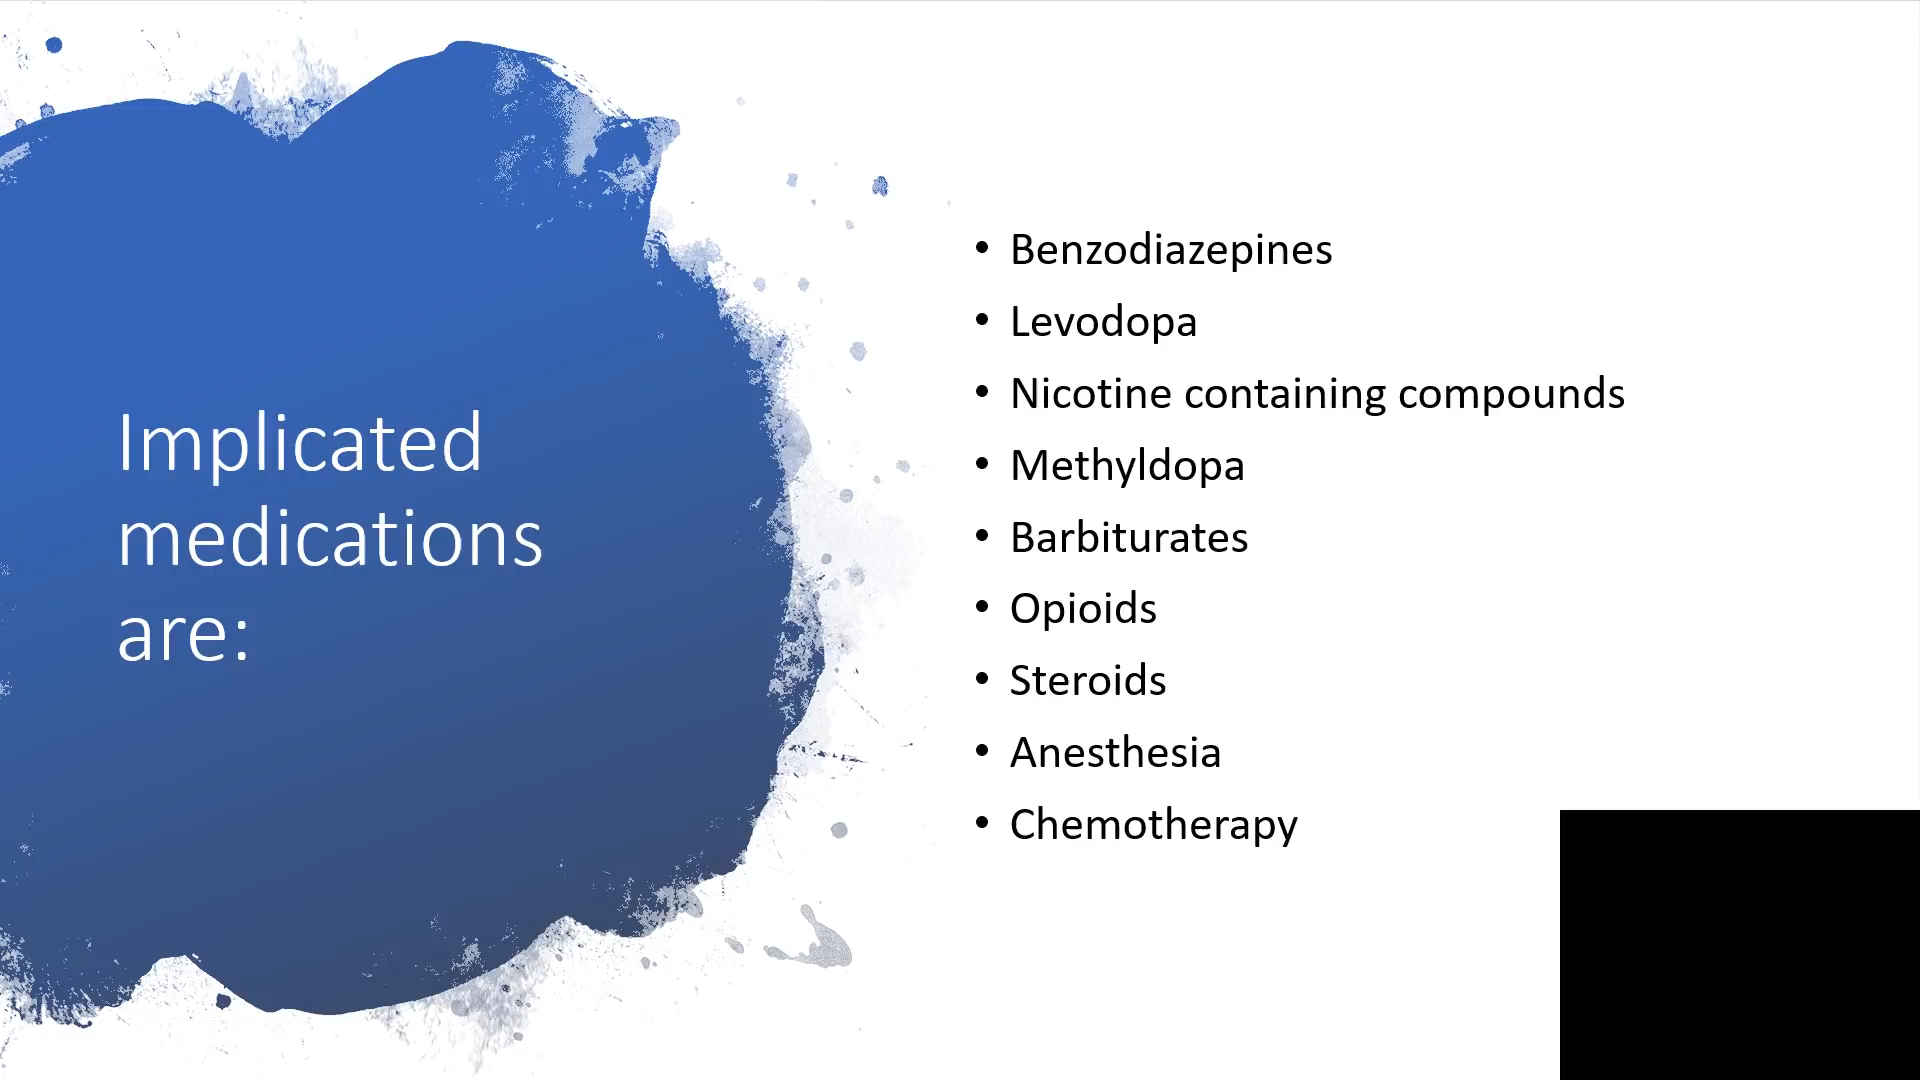 Implicated
medications
are:
• Benzodiazepines
• Levodopa
• Nicotine containing compounds
• Methyldopa
• Barbiturates
• Opioids
• Steroids
• Anesthesia
• Chemotherapy